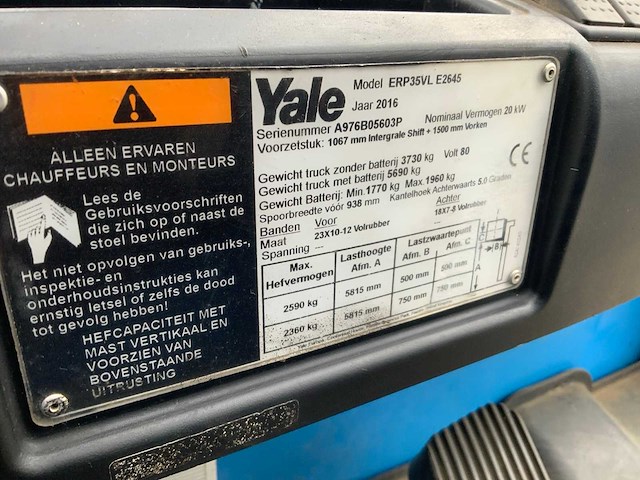 ALLEEN ERVAREN
CHAUFFEURS EN MONTEURS
Lees de
Gebruiksvoorschriften
die zich op of naast de
stoel bevinden.
Het niet opvolgen van gebruiks-,
inspektie-en
onderhoudsinstrukties kan
ernstig letsel of zelfs de dood
tot gevolg hebben!
HEFCAPACITEIT MET
MAST VERTIKAAL EN
VOORZIEN VAN
BOVENSTAANDE
UITRUSTING
Yale Model ERP35VL E2645
Jaar 2016 Nominaal Vermogen 20 kW
Serienummer A976B05603P
Voorzetstuk: 1067 mm Intergrale Shift + 1500 mm Vorken
Gewicht truck zonder batterij 3730 kg Volt 80
Gewicht truck met batterij 5690 kg
Gewicht Batterij: Min.1770 kg Max.1960 kg
Spoorbreedte vóór 938 mm Kantelhoek Achterwaarts 5.0 Graden
Banden Voor Achter
Maat 23X10-12 Volrubber 18X7-8 Volrubber
Spanning -- --
Max. Hefvermogen Lasthoogte Afm. A Lastzwaartepunt Afm. B Afm. C
2590 kg 5815 mm 500 mm 500 mm
2360 kg 5815 mm 750 mm 750 mm
CE
C
B
A